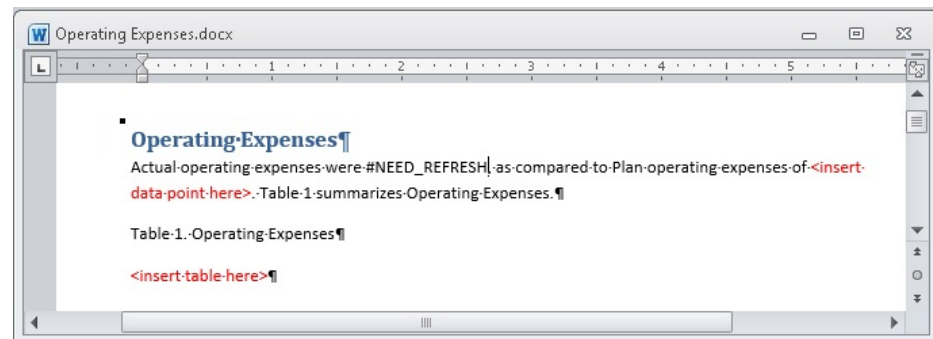 Operating Expenses.docx
1 2 3 4 5
Operating·Expenses¶
Actual·operating·expenses·were·#NEED_REFRESH·as·compared·to·Plan·operating·expenses·of·<insert·
data·point·here>.·Table·1·summarizes·Operating·Expenses.¶
Table·1.·Operating·Expenses¶
<insert·table·here>¶